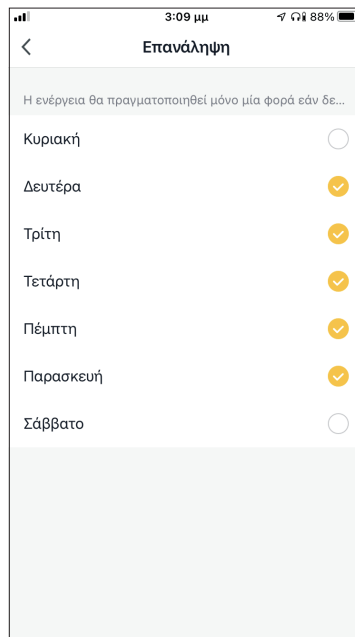 3:09 μμ
88%
Επανάληψη
Η ενέργεια θα πραγματοποιηθεί μόνο μία φορά εάν δε...
Κυριακή
Δευτέρα
Τρίτη
Τετάρτη
Πέμπτη
Παρασκευή
Σάββατο